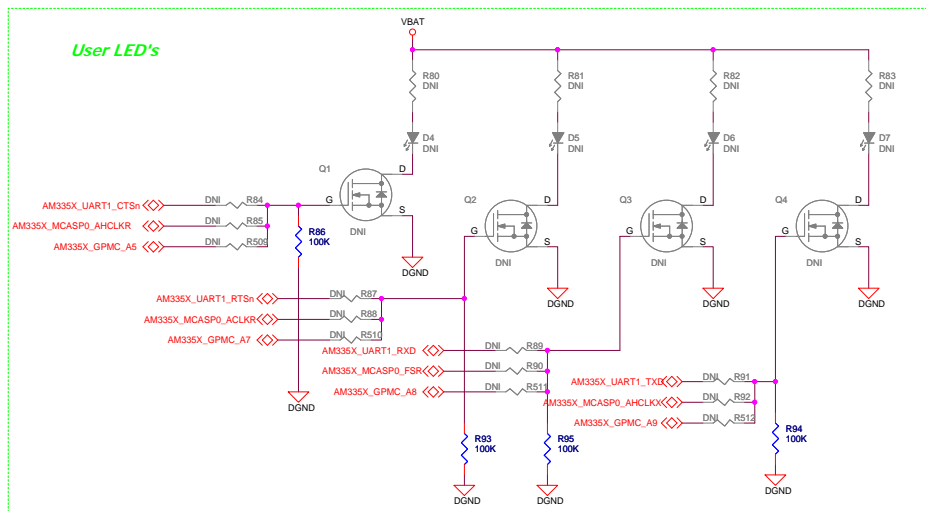 User LED's
VBAT
R80
DNI
R81
DNI
R82
DNI
R83
DNI
D4
DNI
D5
DNI
D6
DNI
D7
DNI
Q1
D
G
S
DNI
Q2
D
G
S
DNI
Q3
D
G
S
DNI
Q4
D
G
S
DNI
AM335X_UART1_CTSn DNI R84
AM335X_MCASP0_AHCLKR DNI R85
AM335X_GPMC_A5 DNI R509
R86
100K
DGND
DGND
DGND
DGND
DGND
AM335X_UART1_RTSn DNI R87
AM335X_MCASP0_ACLKR DNI R88
AM335X_GPMC_A7 DNI R510
AM335X_UART1_RXD DNI R89
AM335X_MCASP0_FSR DNI R90
AM335X_GPMC_A8 DNI R511
AM335X_UART1_TXD DNI R91
AM335X_MCASP0_AHCLKX DNI R92
AM335X_GPMC_A9 DNI R512
R93
100K
R95
100K
R94
100K
DGND
DGND
DGND